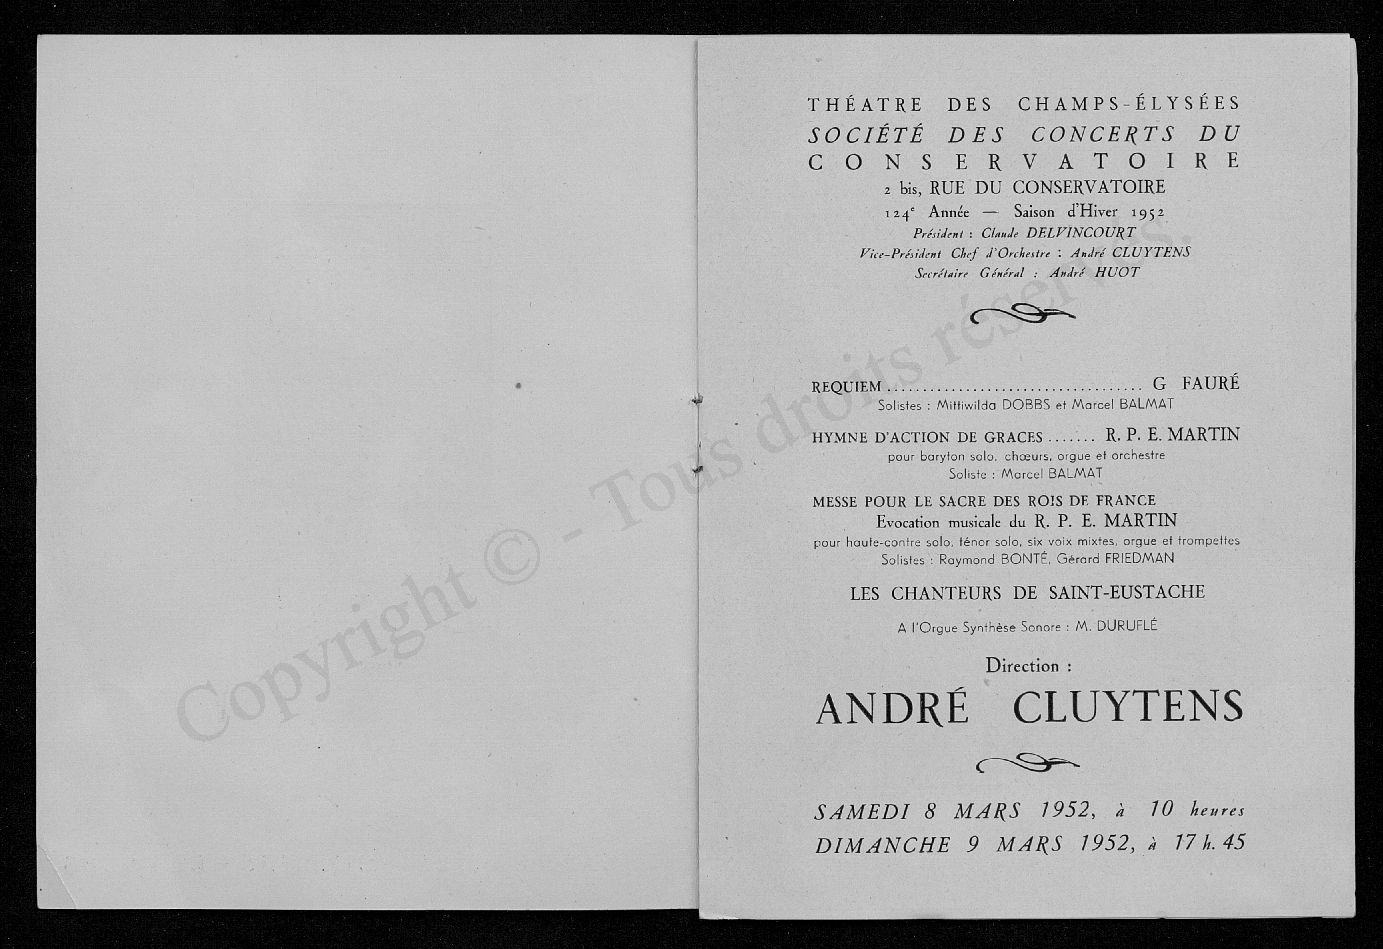 THÉATRE DES CHAMPS-ÉLYSÉES
SOCIÉTÉ DES CONCERTS DU
CONSERVATOIRE
2 bis, RUE DU CONSERVATOIRE
124e Année — Saison d'Hiver 1952
Président : Claude DELVINCOURT
Vice-Président Chef d'Orchestre : André CLUYTENS
Secrétaire Général : André HUOT
REQUIEM ................................... G FAURÉ
Solistes : Mittiwilda DOBBS et Marcel BALMAT
HYMNE D'ACTION DE GRACES ....... R. P. E. MARTIN
pour baryton solo, chœurs, orgue et orchestre
Soliste : Marcel BALMAT
MESSE POUR LE SACRE DES ROIS DE FRANCE
Evocation musicale du R. P. E. MARTIN
pour haute-contre solo, ténor solo, six voix mixtes, orgue et trompettes
Solistes : Raymond BONTÉ, Gérard FRIEDMAN
LES CHANTEURS DE SAINT-EUSTACHE
A l'Orgue Synthèse Sonore : M. DURUFLÉ
Direction :
ANDRÉ CLUYTENS
SAMEDI 8 MARS 1952, à 10 heures
DIMANCHE 9 MARS 1952, à 17 h. 45
Copyright © - Tous droits réservés.